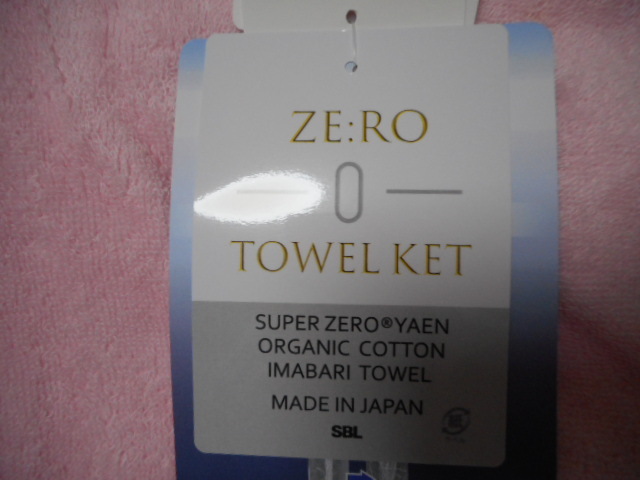 ZE:RO
0
TOWEL KET
SUPER ZERO®YAEN
ORGANIC COTTON
IMABARI TOWEL
MADE IN JAPAN
SBL